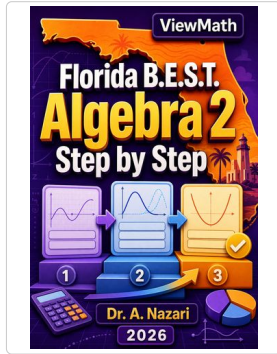 ViewMath
Florida B.E.S.T.
Algebra 2
Step by Step
1 2 3
Dr. A. Nazari
2026